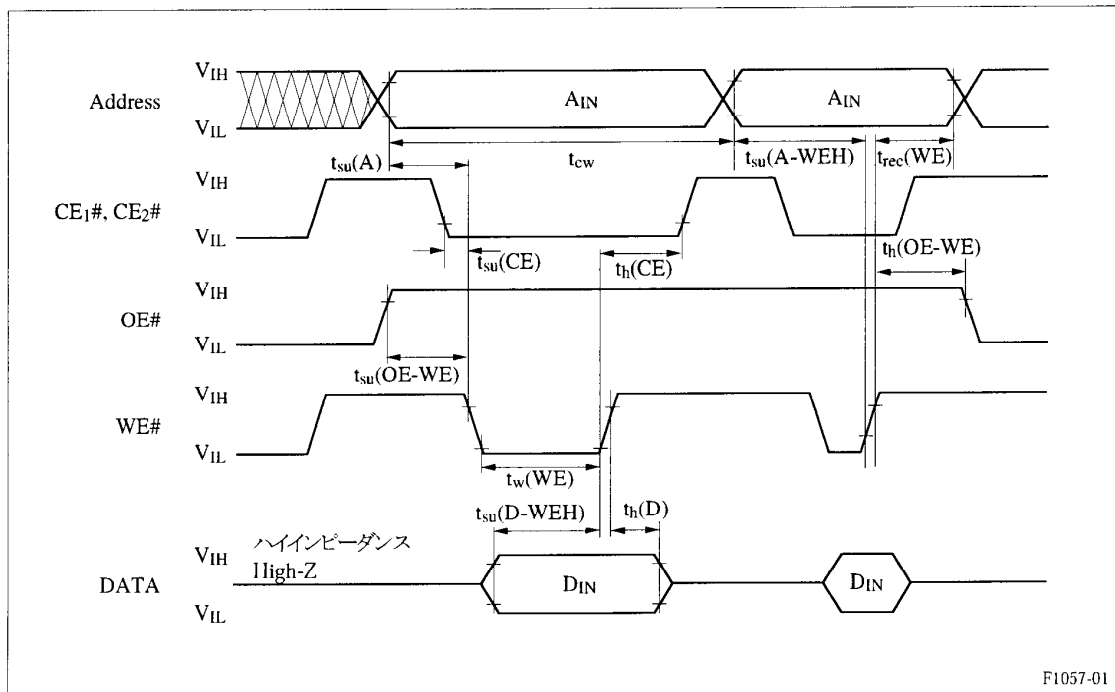 VIH
Address
VIL
AIN
AIN
tsu(A)
tcw
tsu(A-WEH)
trec(WE)
VIH
CE1#, CE2#
VIL
tsu(CE)
th(CE)
th(OE-WE)
VIH
OE#
VIL
tsu(OE-WE)
VIH
WE#
VIL
tw(WE)
tsu(D-WEH)
th(D)
ハイインピーダンス
VIH
High-Z
DATA
DIN
DIN
VIL
F1057-01